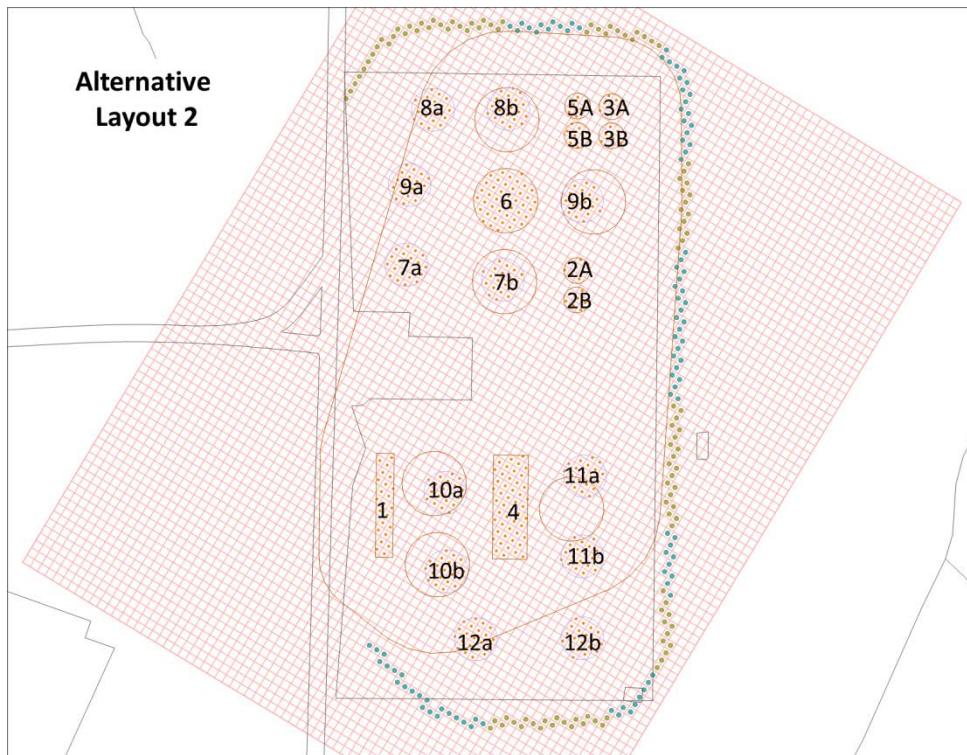 Alternative
Layout 2
8a 8b 5A 3A
5B 3B
9a 6 9b
7a 7b 2A
2B
10a 11a
1 4
10b 11b
12a 12b